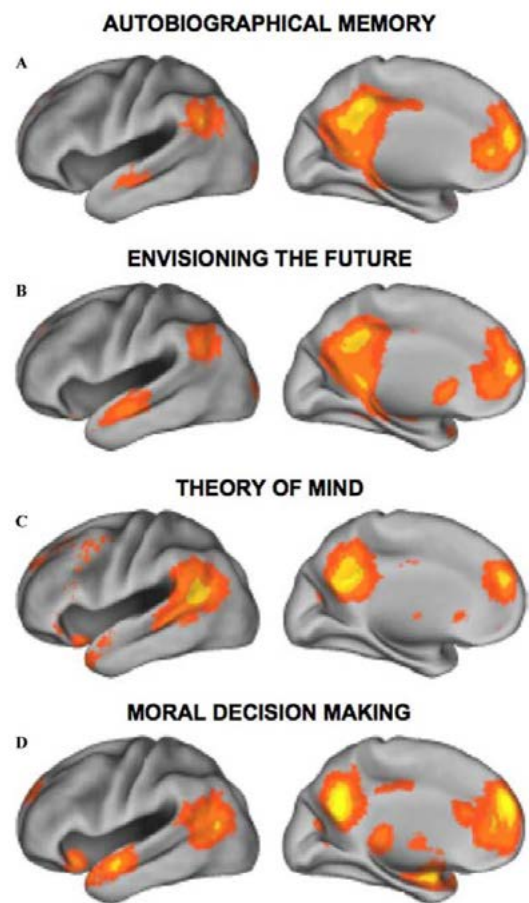 AUTOBIOGRAPHICAL MEMORY
A
ENVISIONING THE FUTURE
B
THEORY OF MIND
C
MORAL DECISION MAKING
D